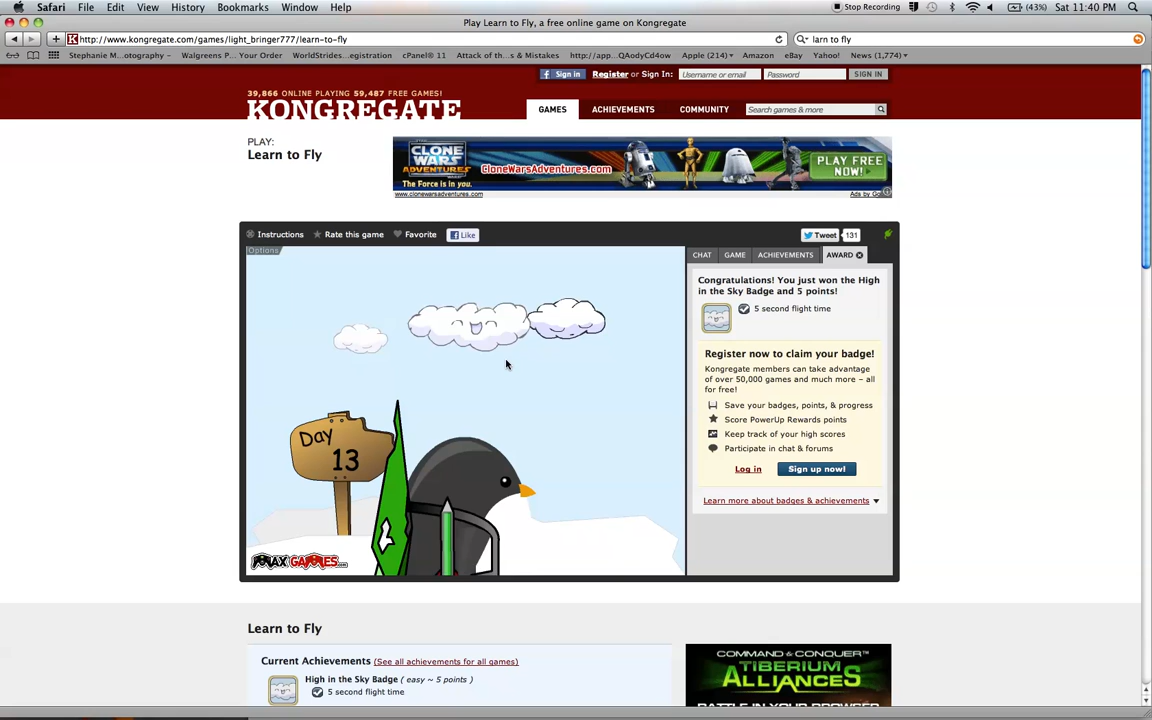 Safari File Edit View History Bookmarks Window Help Stop Recording (43%) Sat 11:40 PM
Play Learn to Fly, a free online game on Kongregate
http://www.kongregate.com/games/light_bringer777/learn-to-fly larn to fly
Stephanie M...otography Walgreens P... Your Order WorldStrides...egistration cPanel® 11 Attack of th...s & Mistakes http://app...QAodyCd4ow Apple (214) Amazon eBay Yahoo! News (1,774)
Sign in Register or Sign In: Username or email Password SIGN IN
39,866 ONLINE PLAYING 59,487 FREE GAMES!
KONGREGATE GAMES ACHIEVEMENTS COMMUNITY Search games & more
PLAY:
Learn to Fly
CLONE WARS ADVENTURES
The Force is in you.
CloneWarsAdventures.com
PLAY FREE NOW!
www.clonewarsadventures.com
Instructions Rate this game Favorite Like Tweet 131
Options
CHAT GAME ACHIEVEMENTS AWARD
Congratulations! You just won the High
in the Sky Badge and 5 points!
5 second flight time
Register now to claim your badge!
Kongregate members can take advantage
of over 50,000 games and much more – all
for free!
Save your badges, points, & progress
Score PowerUp Rewards points
Keep track of your high scores
Participate in chat & forums
Log in Sign up now!
Learn more about badges & achievements
Day
13
MAXGAMES.com
Learn to Fly
Current Achievements (See all achievements for all games)
High in the Sky Badge ( easy ~ 5 points )
5 second flight time
COMMAND & CONQUER
TIBERIUM
ALLIANCES